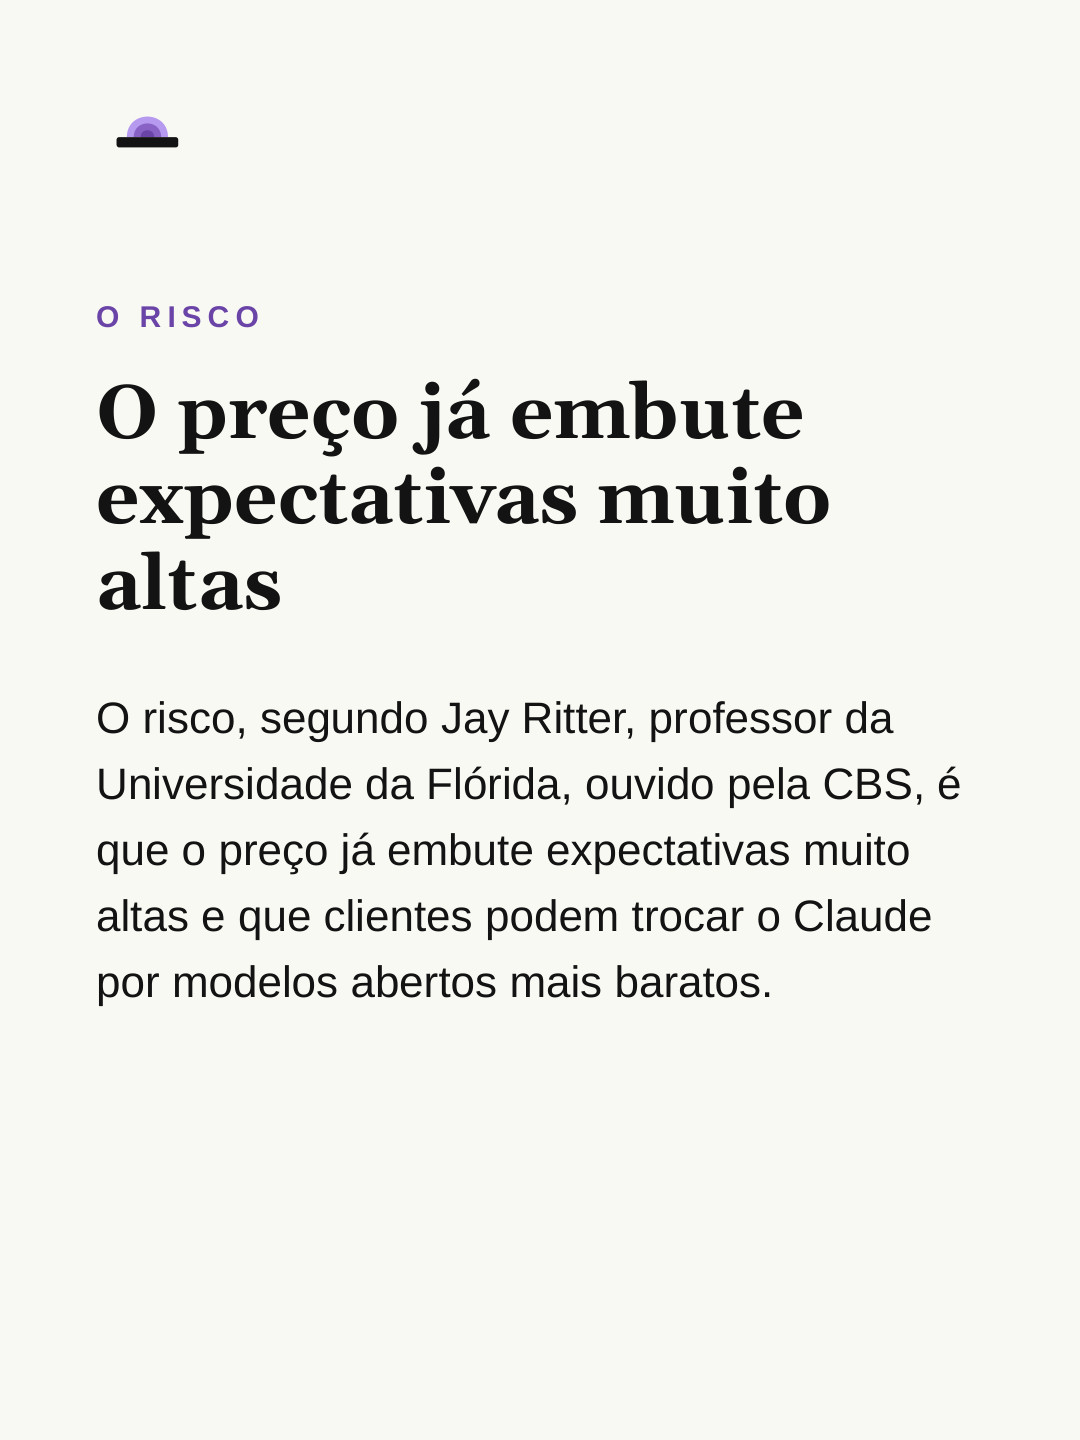 O RISCO
O preço já embute
expectativas muito
altas
O risco, segundo Jay Ritter, professor da
Universidade da Flórida, ouvido pela CBS, é
que o preço já embute expectativas muito
altas e que clientes podem trocar o Claude
por modelos abertos mais baratos.